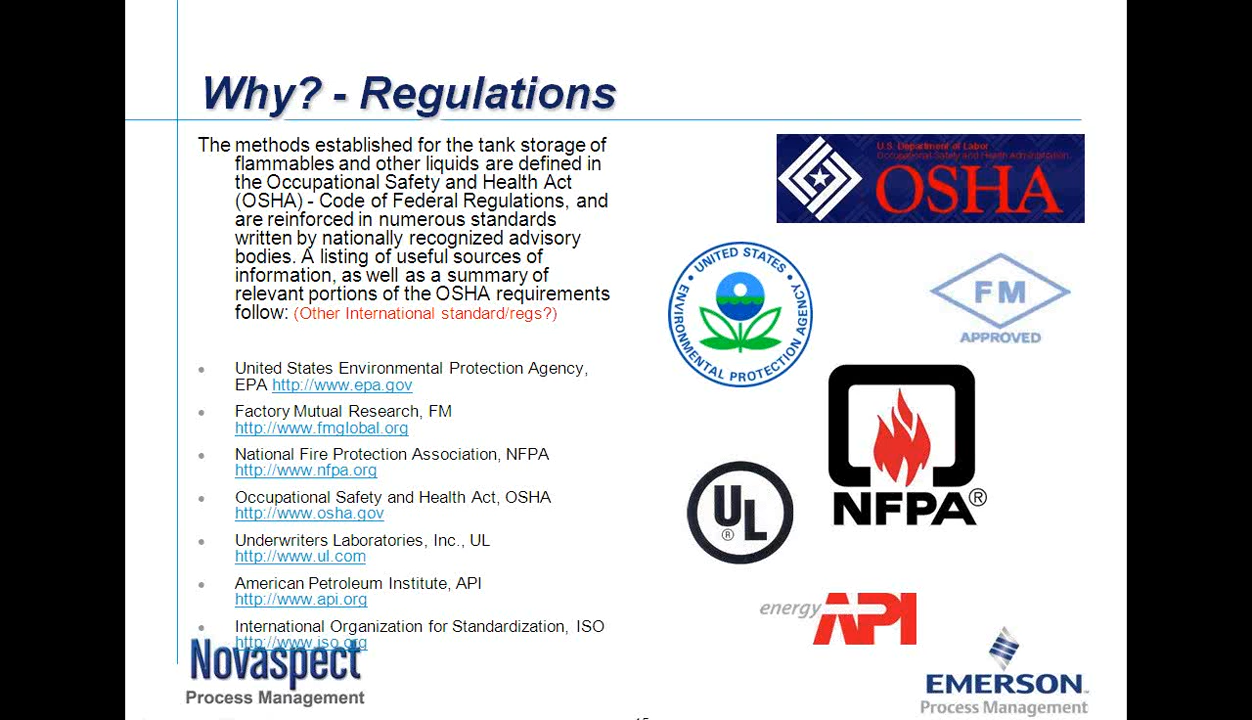 Why? - Regulations
The methods established for the tank storage of
flammables and other liquids are defined in
the Occupational Safety and Health Act
(OSHA) - Code of Federal Regulations, and
are reinforced in numerous standards
written by nationally recognized advisory
bodies. A listing of useful sources of
information, as well as a summary of
relevant portions of the OSHA requirements
follow: (Other International standard/regs?)
United States Environmental Protection Agency,
EPA http://www.epa.gov
Factory Mutual Research, FM
http://www.fmglobal.org
National Fire Protection Association, NFPA
http://www.nfpa.org
Occupational Safety and Health Act, OSHA
http://www.osha.gov
Underwriters Laboratories, Inc., UL
http://www.ul.com
American Petroleum Institute, API
http://www.api.org
International Organization for Standardization, ISO
http://www.iso.org
U.S. Department of Labor
Occupational Safety and Health Administration
OSHA
UNITED STATES
ENVIRONMENTAL PROTECTION AGENCY
FM
APPROVED
NFPA®
UL
®
energy API
Novaspect
Process Management
EMERSON™
Process Management